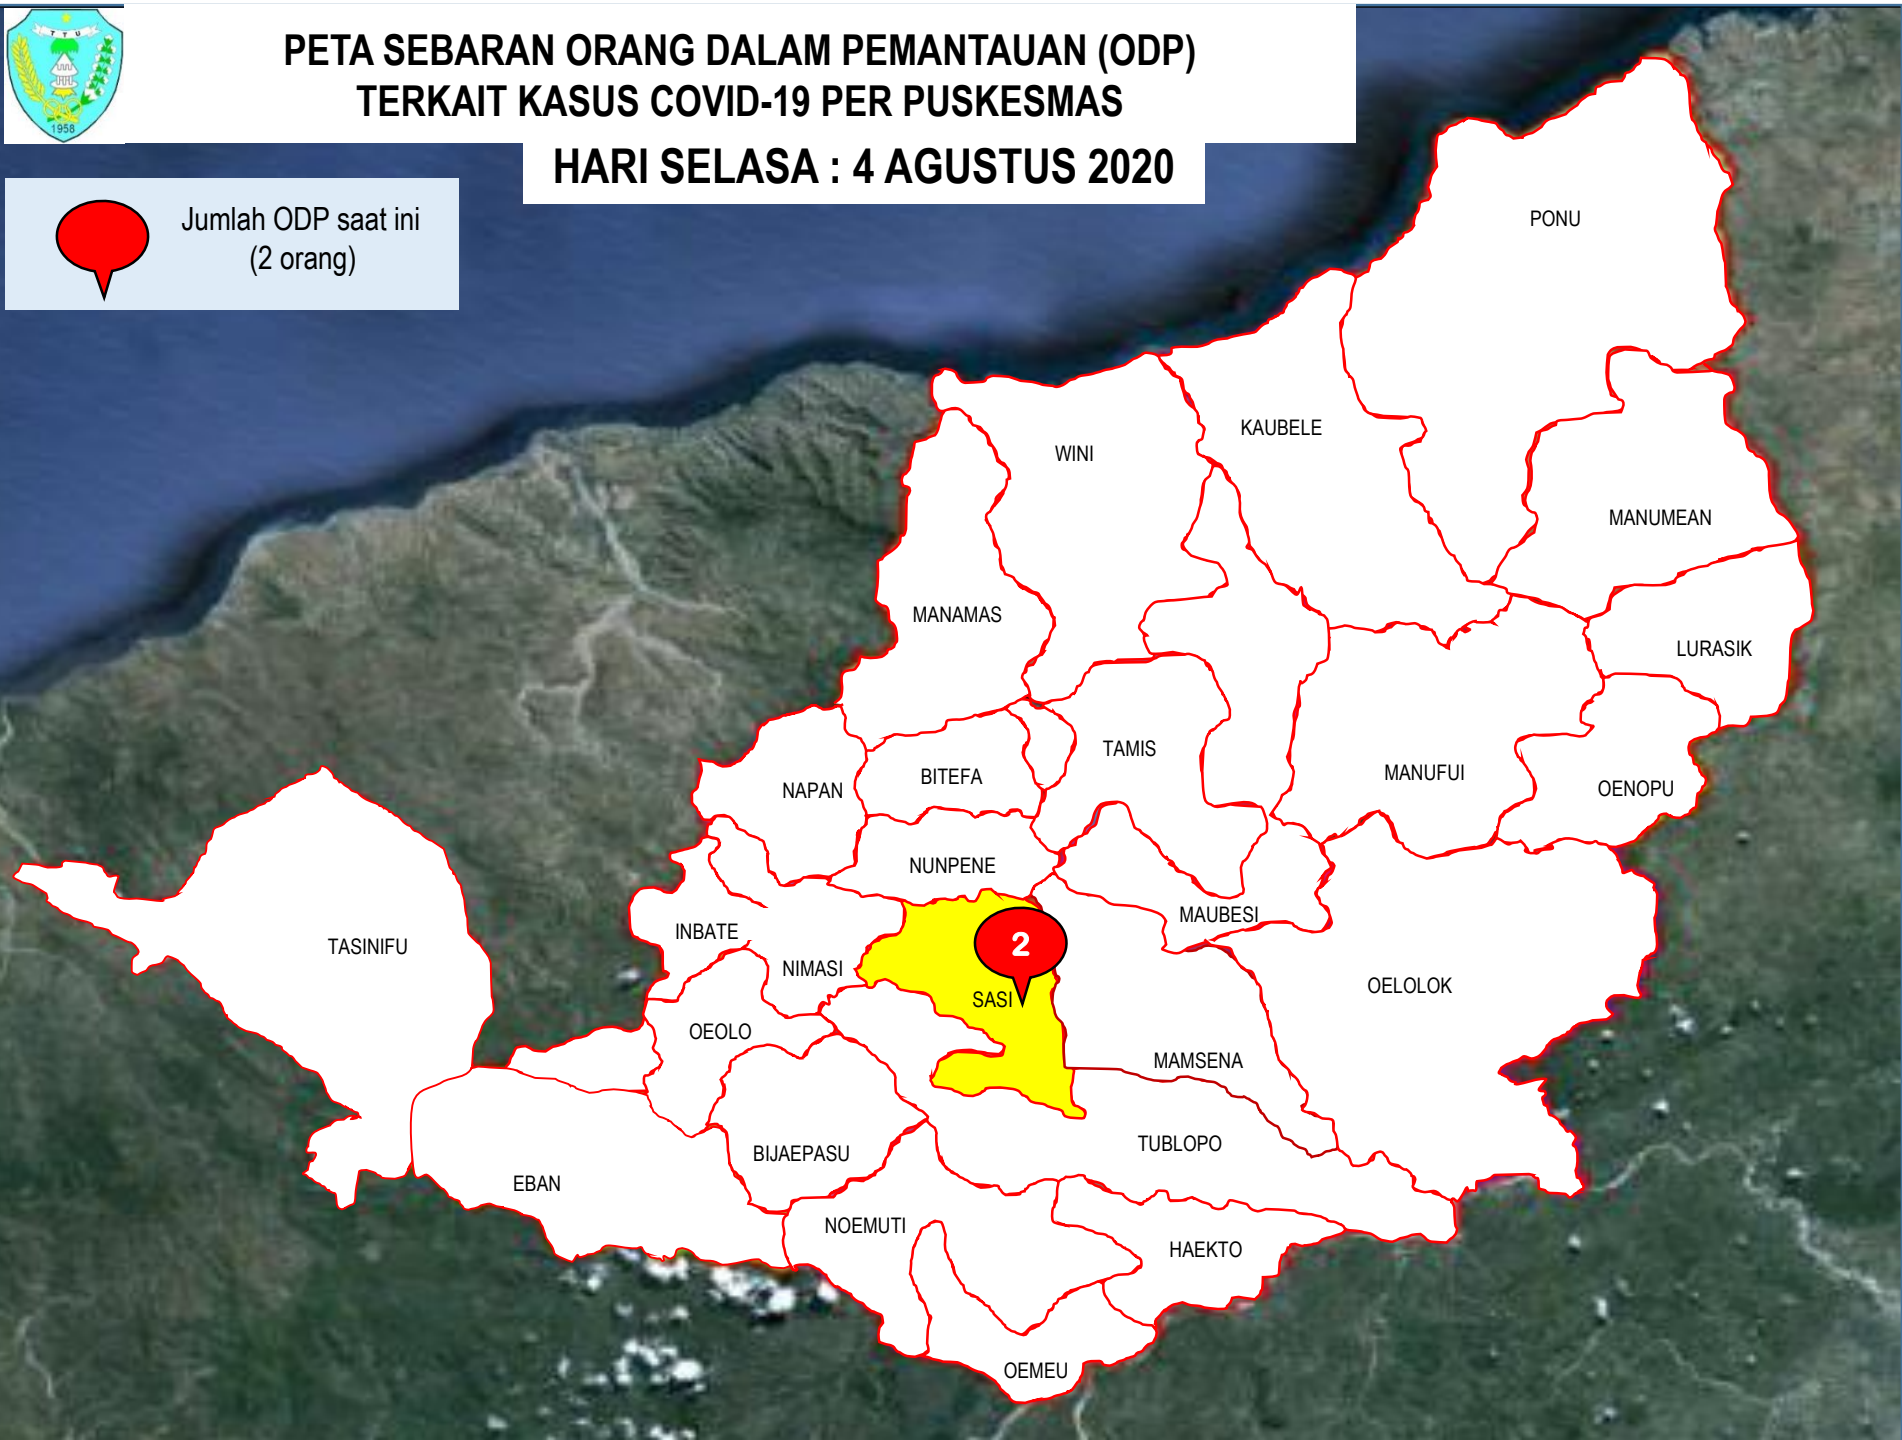 TTU
1958
PETA SEBARAN ORANG DALAM PEMANTAUAN (ODP)
TERKAIT KASUS COVID-19 PER PUSKESMAS
HARI SELASA : 4 AGUSTUS 2020
Jumlah ODP saat ini
(2 orang)
PONU
KAUBELE
WINI
MANUMEAN
MANAMAS
LURASIK
TAMIS
BITEFA
MANUFUI
NAPAN
OENOPU
NUNPENE
MAUBESI
INBATE
TASINIFU
2
NIMASI
OELOLOK
SASI
OEOLO
MAMSENA
TUBLOPO
BIJAEPASU
EBAN
NOEMUTI
HAEKTO
OEMEU